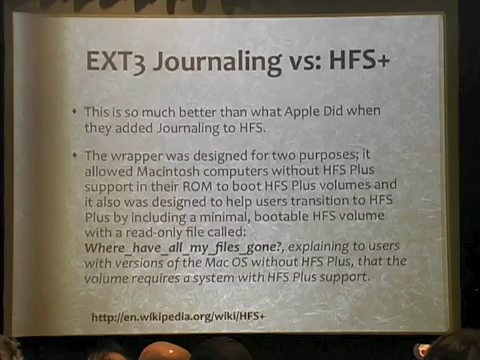 EXT3 Journaling vs: HFS+
This is so much better than what Apple Did when
they added Journaling to HFS.
The wrapper was designed for two purposes; it
allowed Macintosh computers without HFS Plus
support in their ROM to boot HFS Plus volumes and
it also was designed to help users transition to HFS
Plus by including a minimal, bootable HFS volume
with a read-only file called:
Where_have_all_my_files_gone?, explaining to users
with versions of the Mac OS without HFS Plus, that the
volume requires a system with HFS Plus support.
http://en.wikipedia.org/wiki/HFS+